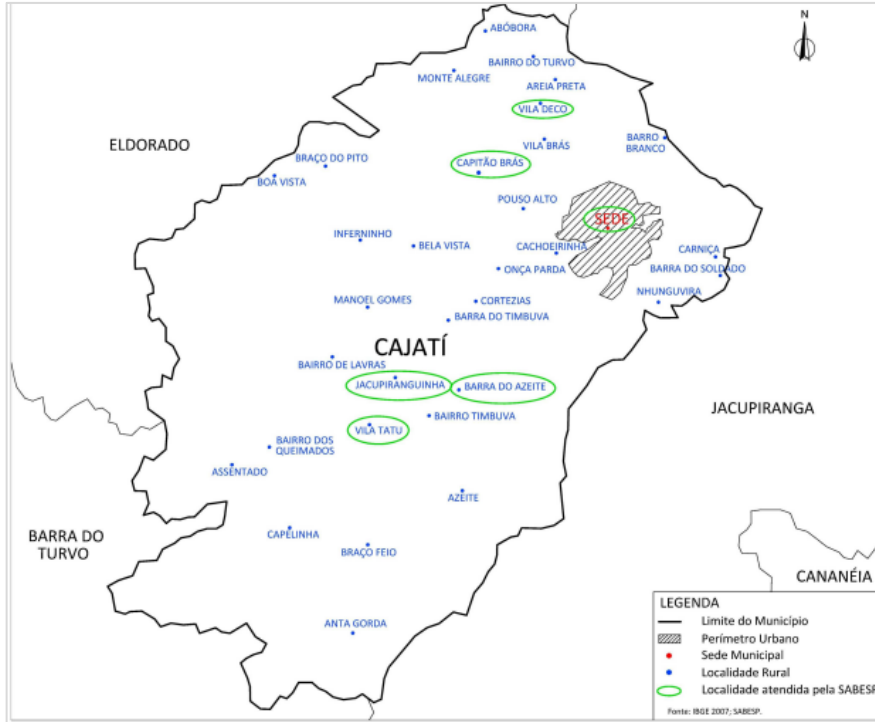 N
ABÓBORA
BAIRRO DO TURVO
MONTE ALEGRE
AREIA PRETA
VILA DECO
ELDORADO
VILA BRÁS
BARRO
BRANCO
BRAÇO DO PITO
CAPITÃO BRÁS
BOA VISTA
POUSO ALTO
SEDE
INFERNINHO
BELA VISTA
CACHOEIRINHA
CARNIÇA
ONÇA PARDA
BARRA DO SOLDADO
NHUNGUVIRA
MANOEL GOMES
CORTEZIAS
BARRA DO TIMBUVA
CAJATÍ
BAIRRO DE LAVRAS
JACUPIRANGUINHA
BARRA DO AZEITE
JACUPIRANGA
BAIRRO TIMBUVA
VILA TATU
BAIRRO DOS
QUEIMADOS
ASSENTADO
AZEITE
BARRA DO
TURVO
CAPELINHA
BRAÇO FEIO
CANANÉIA
ANTA GORDA
LEGENDA
Limite do Município
Perímetro Urbano
Sede Municipal
Localidade Rural
Localidade atendida pela SABESP
Fonte: IBGE 2007; SABESP.